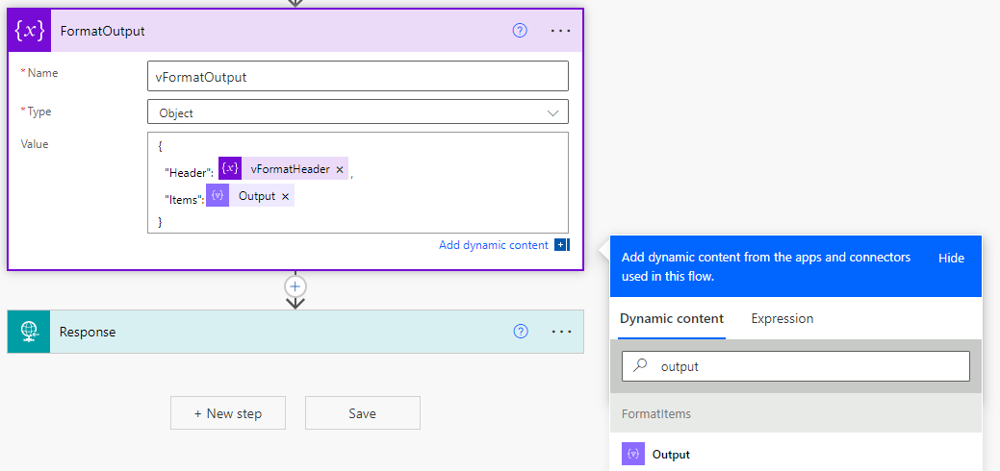 {x} FormatOutput ? ...
*Name vFormatOutput
*Type Object
Value {
"Header": {x} vFormatHeader × ,
"Items": {v} Output ×
}
Add dynamic content +
Add dynamic content from the apps and connectors
used in this flow.
Hide
+
Response ? ...
Dynamic content Expression
output
FormatItems
{v} Output
+ New step Save